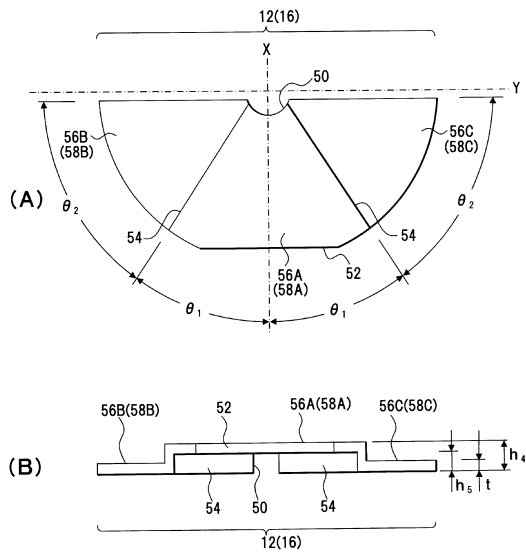 12(16)
X
50
Y
56B
(58B)
56C
(58C)
(A)
θ2
θ2
54
54
56A
(58A)
52
θ1
θ1
56B(58B)
52
56A(58A)
56C(58C)
(B)
h4
h5
t
54
50
54
12(16)